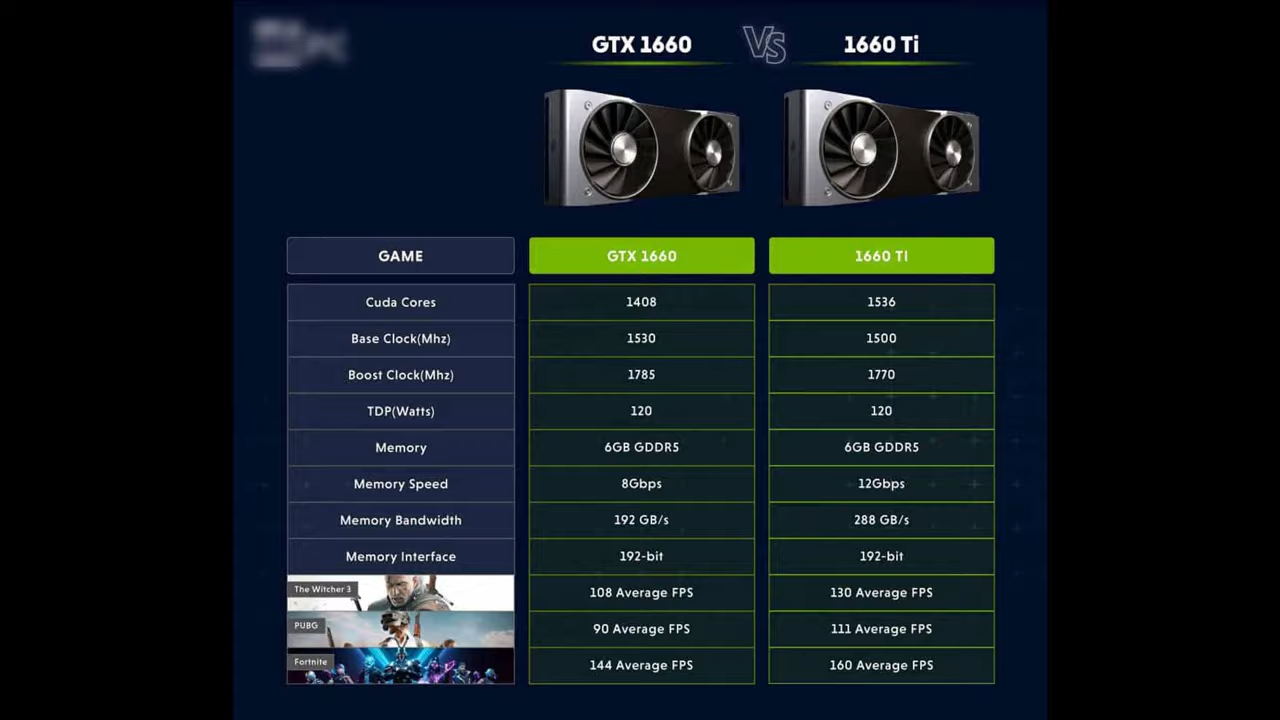 GTX 1660 VS 1660 Ti
GAME GTX 1660 1660 TI
Cuda Cores 1408 1536
Base Clock(Mhz) 1530 1500
Boost Clock(Mhz) 1785 1770
TDP(Watts) 120 120
Memory 6GB GDDR5 6GB GDDR5
Memory Speed 8Gbps 12Gbps
Memory Bandwidth 192 GB/s 288 GB/s
Memory Interface 192-bit 192-bit
The Witcher 3 108 Average FPS 130 Average FPS
PUBG 90 Average FPS 111 Average FPS
Fortnite 144 Average FPS 160 Average FPS